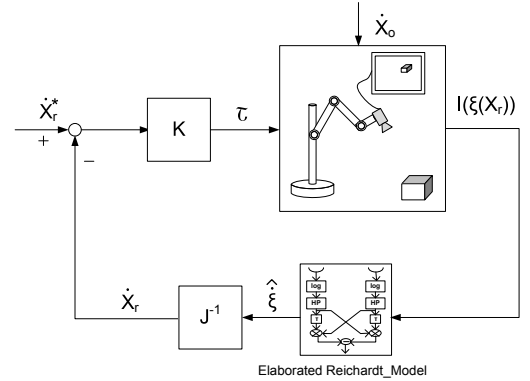 Ẋₒ
Ẋᵣ*
+
−
K
τ
I(ξ(Xᵣ))
log
log
HP
HP
τ
τ
Ẋᵣ
J⁻¹
ξ̂̇
Elaborated Reichardt_Model